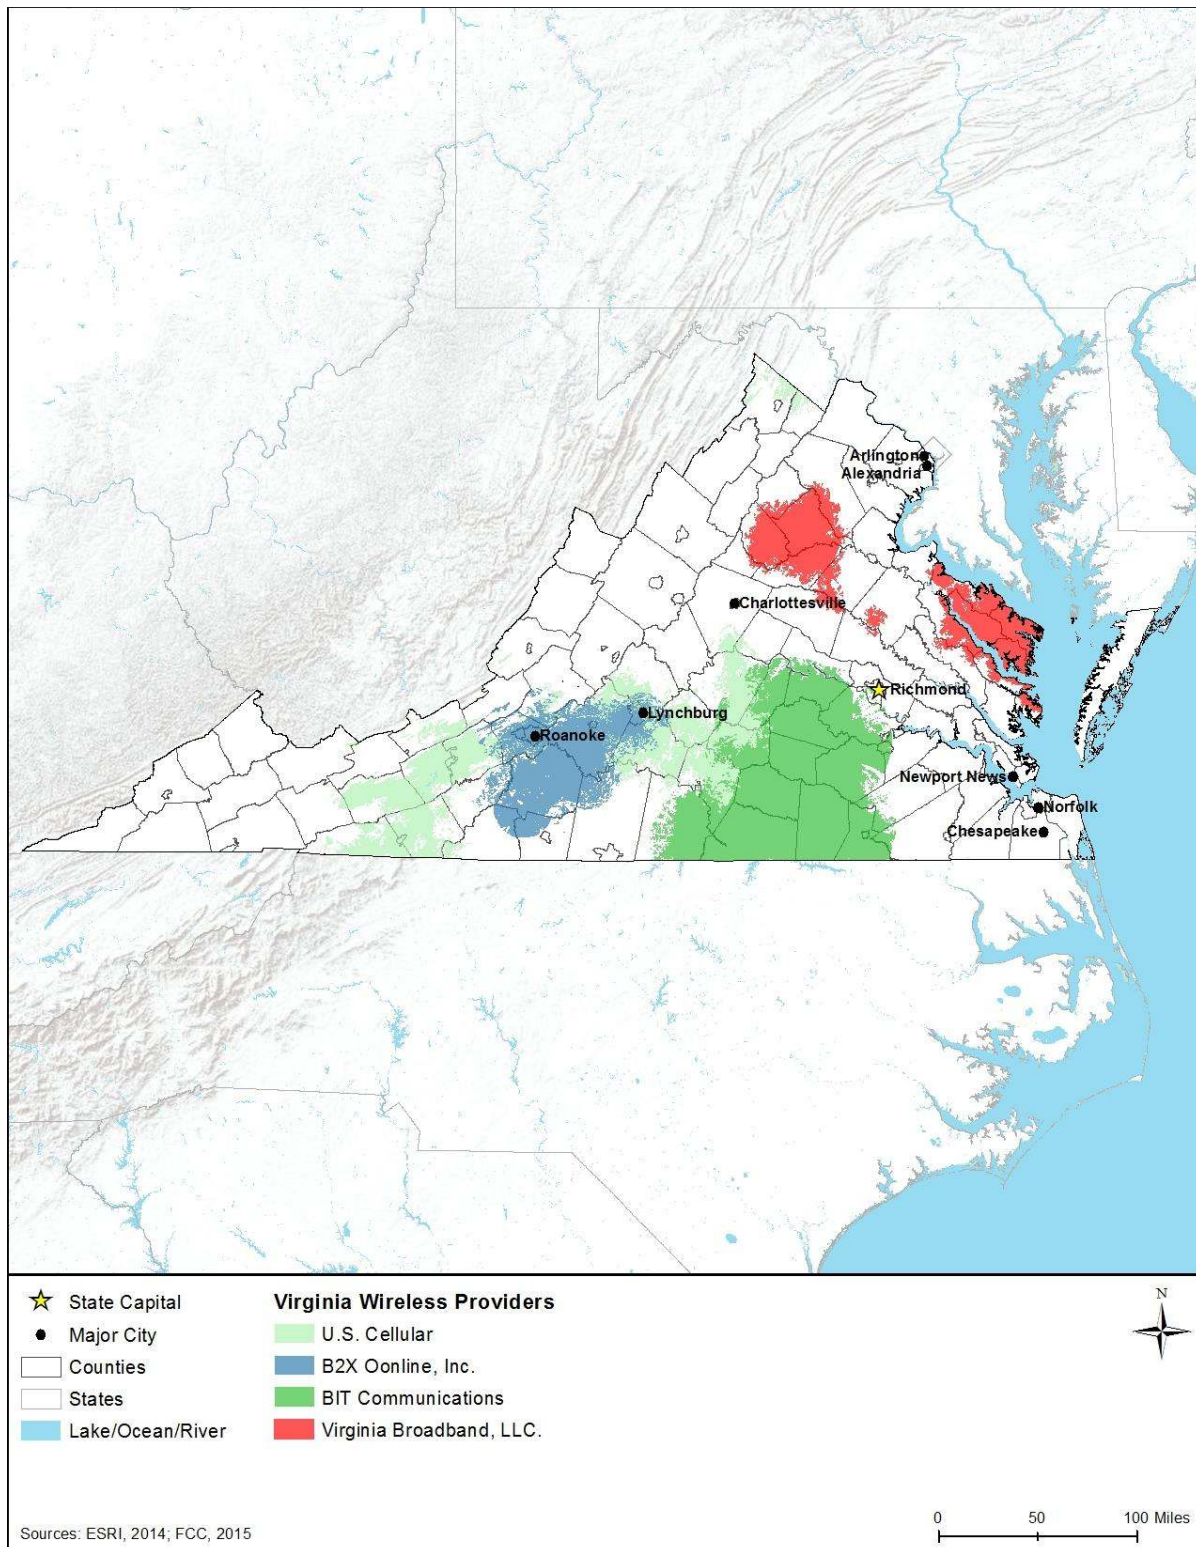 Arlington
Alexandria
Charlottesville
Richmond
Lynchburg
Roanoke
Newport News
Norfolk
Chesapeake
State Capital
Major City
Counties
States
Lake/Ocean/River
Virginia Wireless Providers
U.S. Cellular
B2X Oonline, Inc.
BIT Communications
Virginia Broadband, LLC.
N
Sources: ESRI, 2014; FCC, 2015
0 50 100 Miles